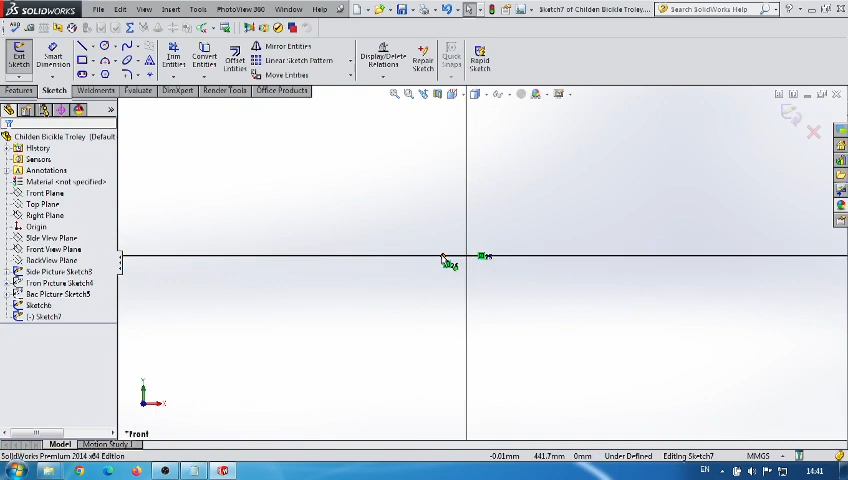 SOLIDWORKS File Edit View Insert Tools PhotoView 360 Window Help Sketch7 of Childen Bicikle Troley.... Search SolidWorks Help
Exit Sketch Smart Dimension Trim Entities Convert Entities Offset Entities Mirror Entities Linear Sketch Pattern Move Entities Display/Delete Relations Repair Sketch Quick Snaps Rapid Sketch
Features Sketch Weldments Evaluate DimXpert Render Tools Office Products
Childen Bicikle Troley (Default
History
Sensors
Annotations
Material <not specified>
Front Plane
Top Plane
Right Plane
Origin
Side View Plane
Front View Plane
BackView Plane
Side Picture Sketch3
Fron Picture Sketch4
Bac Picture Sketch5
Sketch6
(-) Sketch7
Y
X
*Front
Model Motion Study 1
SolidWorks Premium 2014 x64 Edition -0.01mm 441.7mm 0mm Under Defined Editing Sketch7 MMGS
EN 14:41